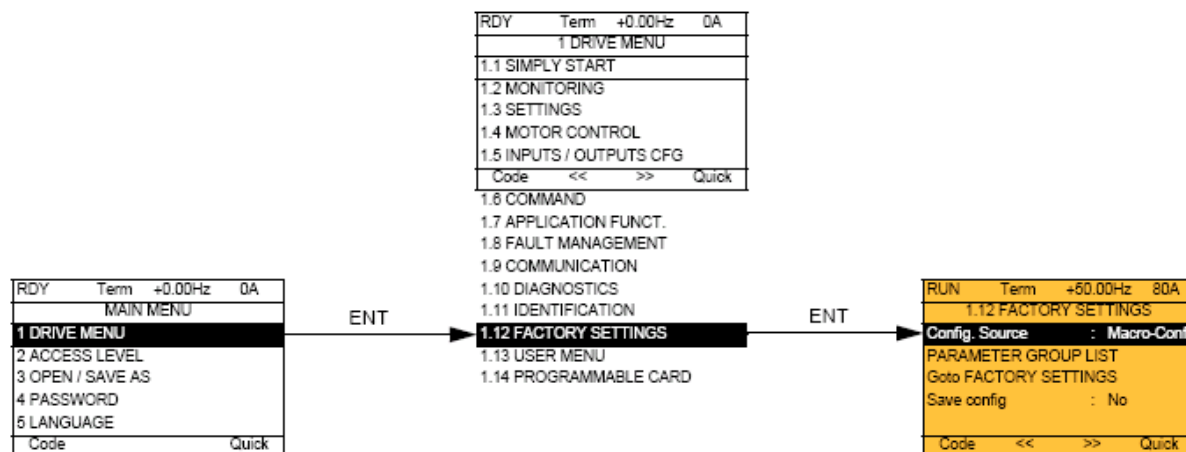 RDY Term +0.00Hz 0A
1 DRIVE MENU
1.1 SIMPLY START
1.2 MONITORING
1.3 SETTINGS
1.4 MOTOR CONTROL
1.5 INPUTS / OUTPUTS CFG
Code << >> Quick
1.6 COMMAND
1.7 APPLICATION FUNCT.
1.8 FAULT MANAGEMENT
1.9 COMMUNICATION
1.10 DIAGNOSTICS
1.11 IDENTIFICATION
1.12 FACTORY SETTINGS
1.13 USER MENU
1.14 PROGRAMMABLE CARD
RDY Term +0.00Hz 0A
MAIN MENU
1 DRIVE MENU
2 ACCESS LEVEL
3 OPEN / SAVE AS
4 PASSWORD
5 LANGUAGE
Code Quick
ENT
ENT
RUN Term +50.00Hz 80A
1.12 FACTORY SETTINGS
Config. Source : Macro-Conf
PARAMETER GROUP LIST
Goto FACTORY SETTINGS
Save config : No
Code << >> Quick